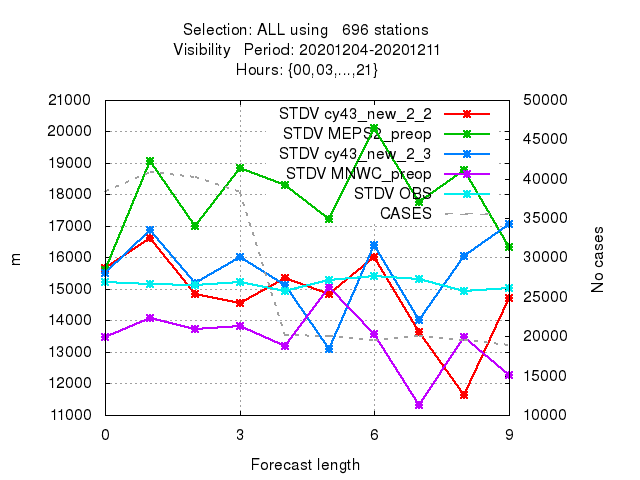 Selection: ALL using   696 stations
Visibility   Period: 20201204-20201211
Hours: {00,03,...,21}
21000
20000
19000
18000
17000
16000
15000
14000
13000
12000
11000
m
50000
45000
40000
35000
30000
25000
20000
15000
10000
No cases
STDV cy43_new_2_2
STDV MEPS2_preop
STDV cy43_new_2_3
STDV MNWC_preop
STDV OBS
CASES
0
3
6
9
Forecast length